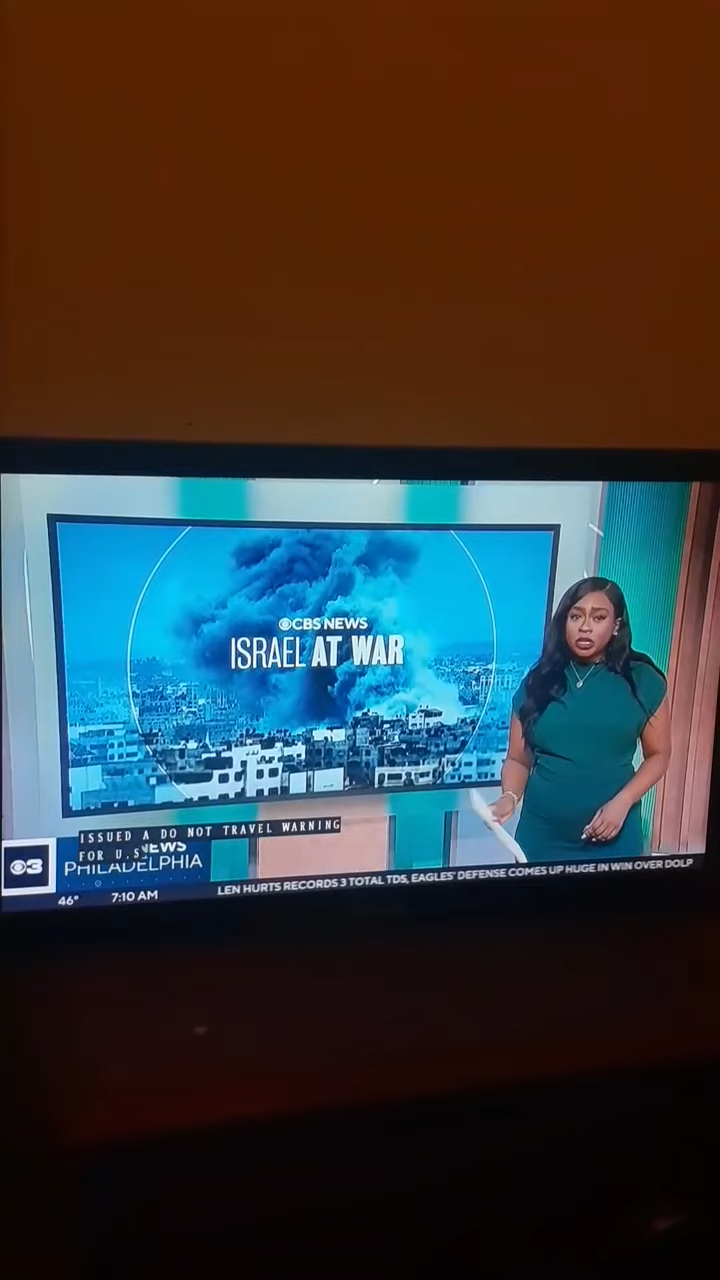 CBS NEWS
ISRAEL AT WAR
ISSUED A DO NOT TRAVEL WARNING
FOR U.S
NEWS
3
PHILADELPHIA
46° 7:10 AM
LEN HURTS RECORDS 3 TOTAL TDS, EAGLES' DEFENSE COMES UP HUGE IN WIN OVER DOLP